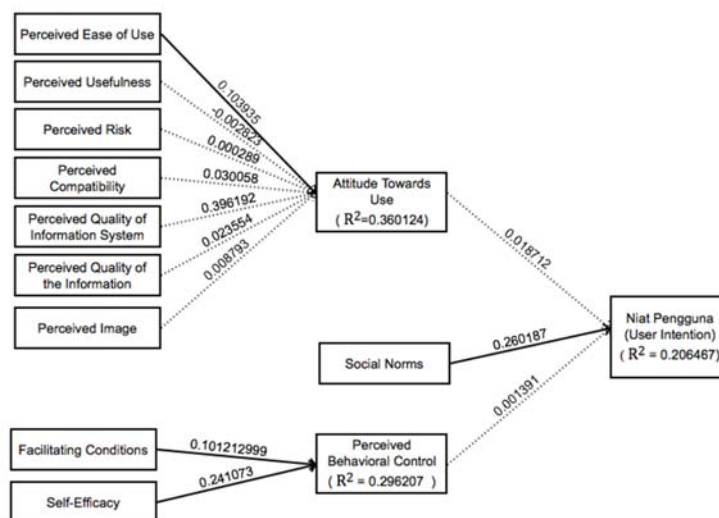 Perceived Ease of Use
Perceived Usefulness
Perceived Risk
Perceived
Compatibility
Perceived Quality of
Information System
Perceived Quality of
the Information
Perceived Image
0.103935
-0.002823
0.000289
0.030058
0.396192
0.023554
0.008793
Attitude Towards
Use
( R²=0.360124)
0.018712
Social Norms
0.260187
Niat Pengguna
(User Intention)
( R² = 0.206467)
0.001391
Facilitating Conditions
Self-Efficacy
0.101212999
0.241073
Perceived
Behavioral Control
( R² = 0.296207 )